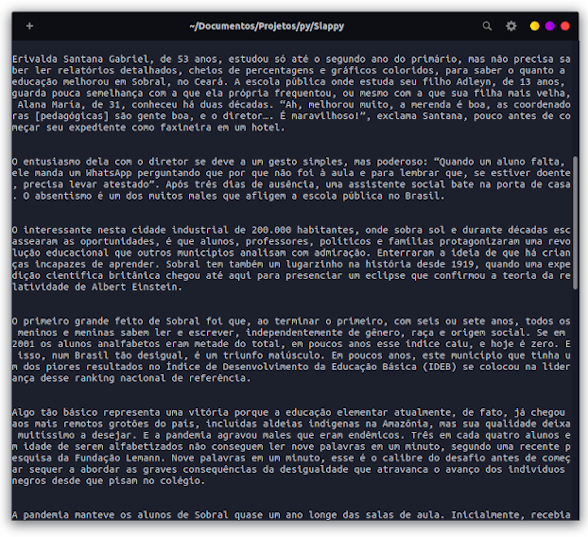 ~/Documentos/Projetos/py/Slappy
Erivalda Santana Gabriel, de 53 anos, estudou só até o segundo ano do primário, mas não precisa sa
ber ler relatórios detalhados, cheios de percentagens e gráficos coloridos, para saber o quanto a
educação melhorou em Sobral, no Ceará. A escola pública onde estuda seu filho Adleyn, de 13 anos,
guarda pouca semelhança com a que ela própria frequentou, ou mesmo com a que sua filha mais velha,
Alana Maria, de 31, conheceu há duas décadas. “Ah, melhorou muito, a merenda é boa, as coordenado
ras [pedagógicas] são gente boa, e o diretor…. É maravilhoso!”, exclama Santana, pouco antes de co
meçar seu expediente como faxineira em um hotel.
O entusiasmo dela com o diretor se deve a um gesto simples, mas poderoso: “Quando um aluno falta,
ele manda um WhatsApp perguntando que por que não foi à aula e para lembrar que, se estiver doente
, precisa levar atestado”. Após três dias de ausência, uma assistente social bate na porta de casa
. O absentismo é um dos muitos males que afligem a escola pública no Brasil.
O interessante nesta cidade industrial de 200.000 habitantes, onde sobra sol e durante décadas esc
assearam as oportunidades, é que alunos, professores, políticos e famílias protagonizaram uma revo
lução educacional que outros municípios analisam com admiração. Enterraram a ideia de que há crian
ças incapazes de aprender. Sobral tem também um lugarzinho na história desde 1919, quando uma expe
dição científica britânica chegou até aqui para presenciar um eclipse que confirmou a teoria da re
latividade de Albert Einstein.
O primeiro grande feito de Sobral foi que, ao terminar o primeiro, com seis ou sete anos, todos os
meninos e meninas sabem ler e escrever, independentemente de gênero, raça e origem social. Se em
2001 os alunos analfabetos eram metade do total, em poucos anos esse índice caiu, e hoje é zero. E
isso, num Brasil tão desigual, é um triunfo maiúsculo. Em poucos anos, este município que tinha u
m dos piores resultados no Índice de Desenvolvimento da Educação Básica (IDEB) se colocou na lider
ança desse ranking nacional de referência.
Algo tão básico representa uma vitória porque a educação elementar atualmente, de fato, já chegou
aos mais remotos grotões do país, incluídas aldeias indígenas na Amazônia, mas sua qualidade deixa
muitíssimo a desejar. E a pandemia agravou males que eram endêmicos. Três em cada quatro alunos e
m idade de serem alfabetizados não conseguem ler nove palavras em um minuto, segundo uma recente p
esquisa da Fundação Lemann. Nove palavras em um minuto, esse é o calibre do desafio antes de começ
ar sequer a abordar as graves consequências da desigualdade que atravanca o avanço dos indivíduos
negros desde que pisam no colégio.
A pandemia manteve os alunos de Sobral quase um ano longe das salas de aula. Inicialmente, recebia